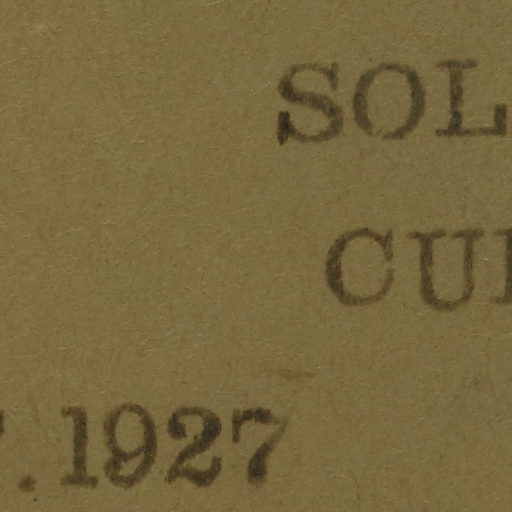 SOL
CU
. 1927